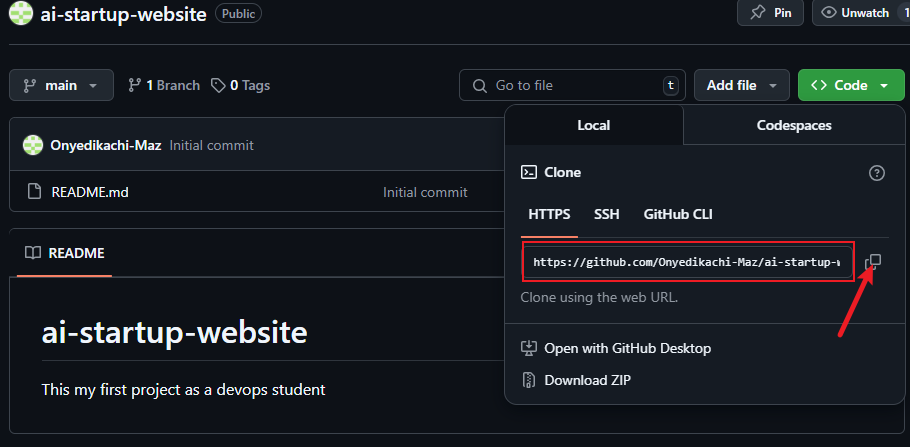 ai-startup-website Public Pin Unwatch 1
main 1 Branch 0 Tags Go to file t Add file Code
Local Codespaces
Onyedikachi-Maz Initial commit
Clone
README.md Initial commit
HTTPS SSH GitHub CLI
README
https://github.com/Onyedikachi-Maz/ai-startup-
Clone using the web URL.
ai-startup-website
Open with GitHub Desktop
This my first project as a devops student
Download ZIP